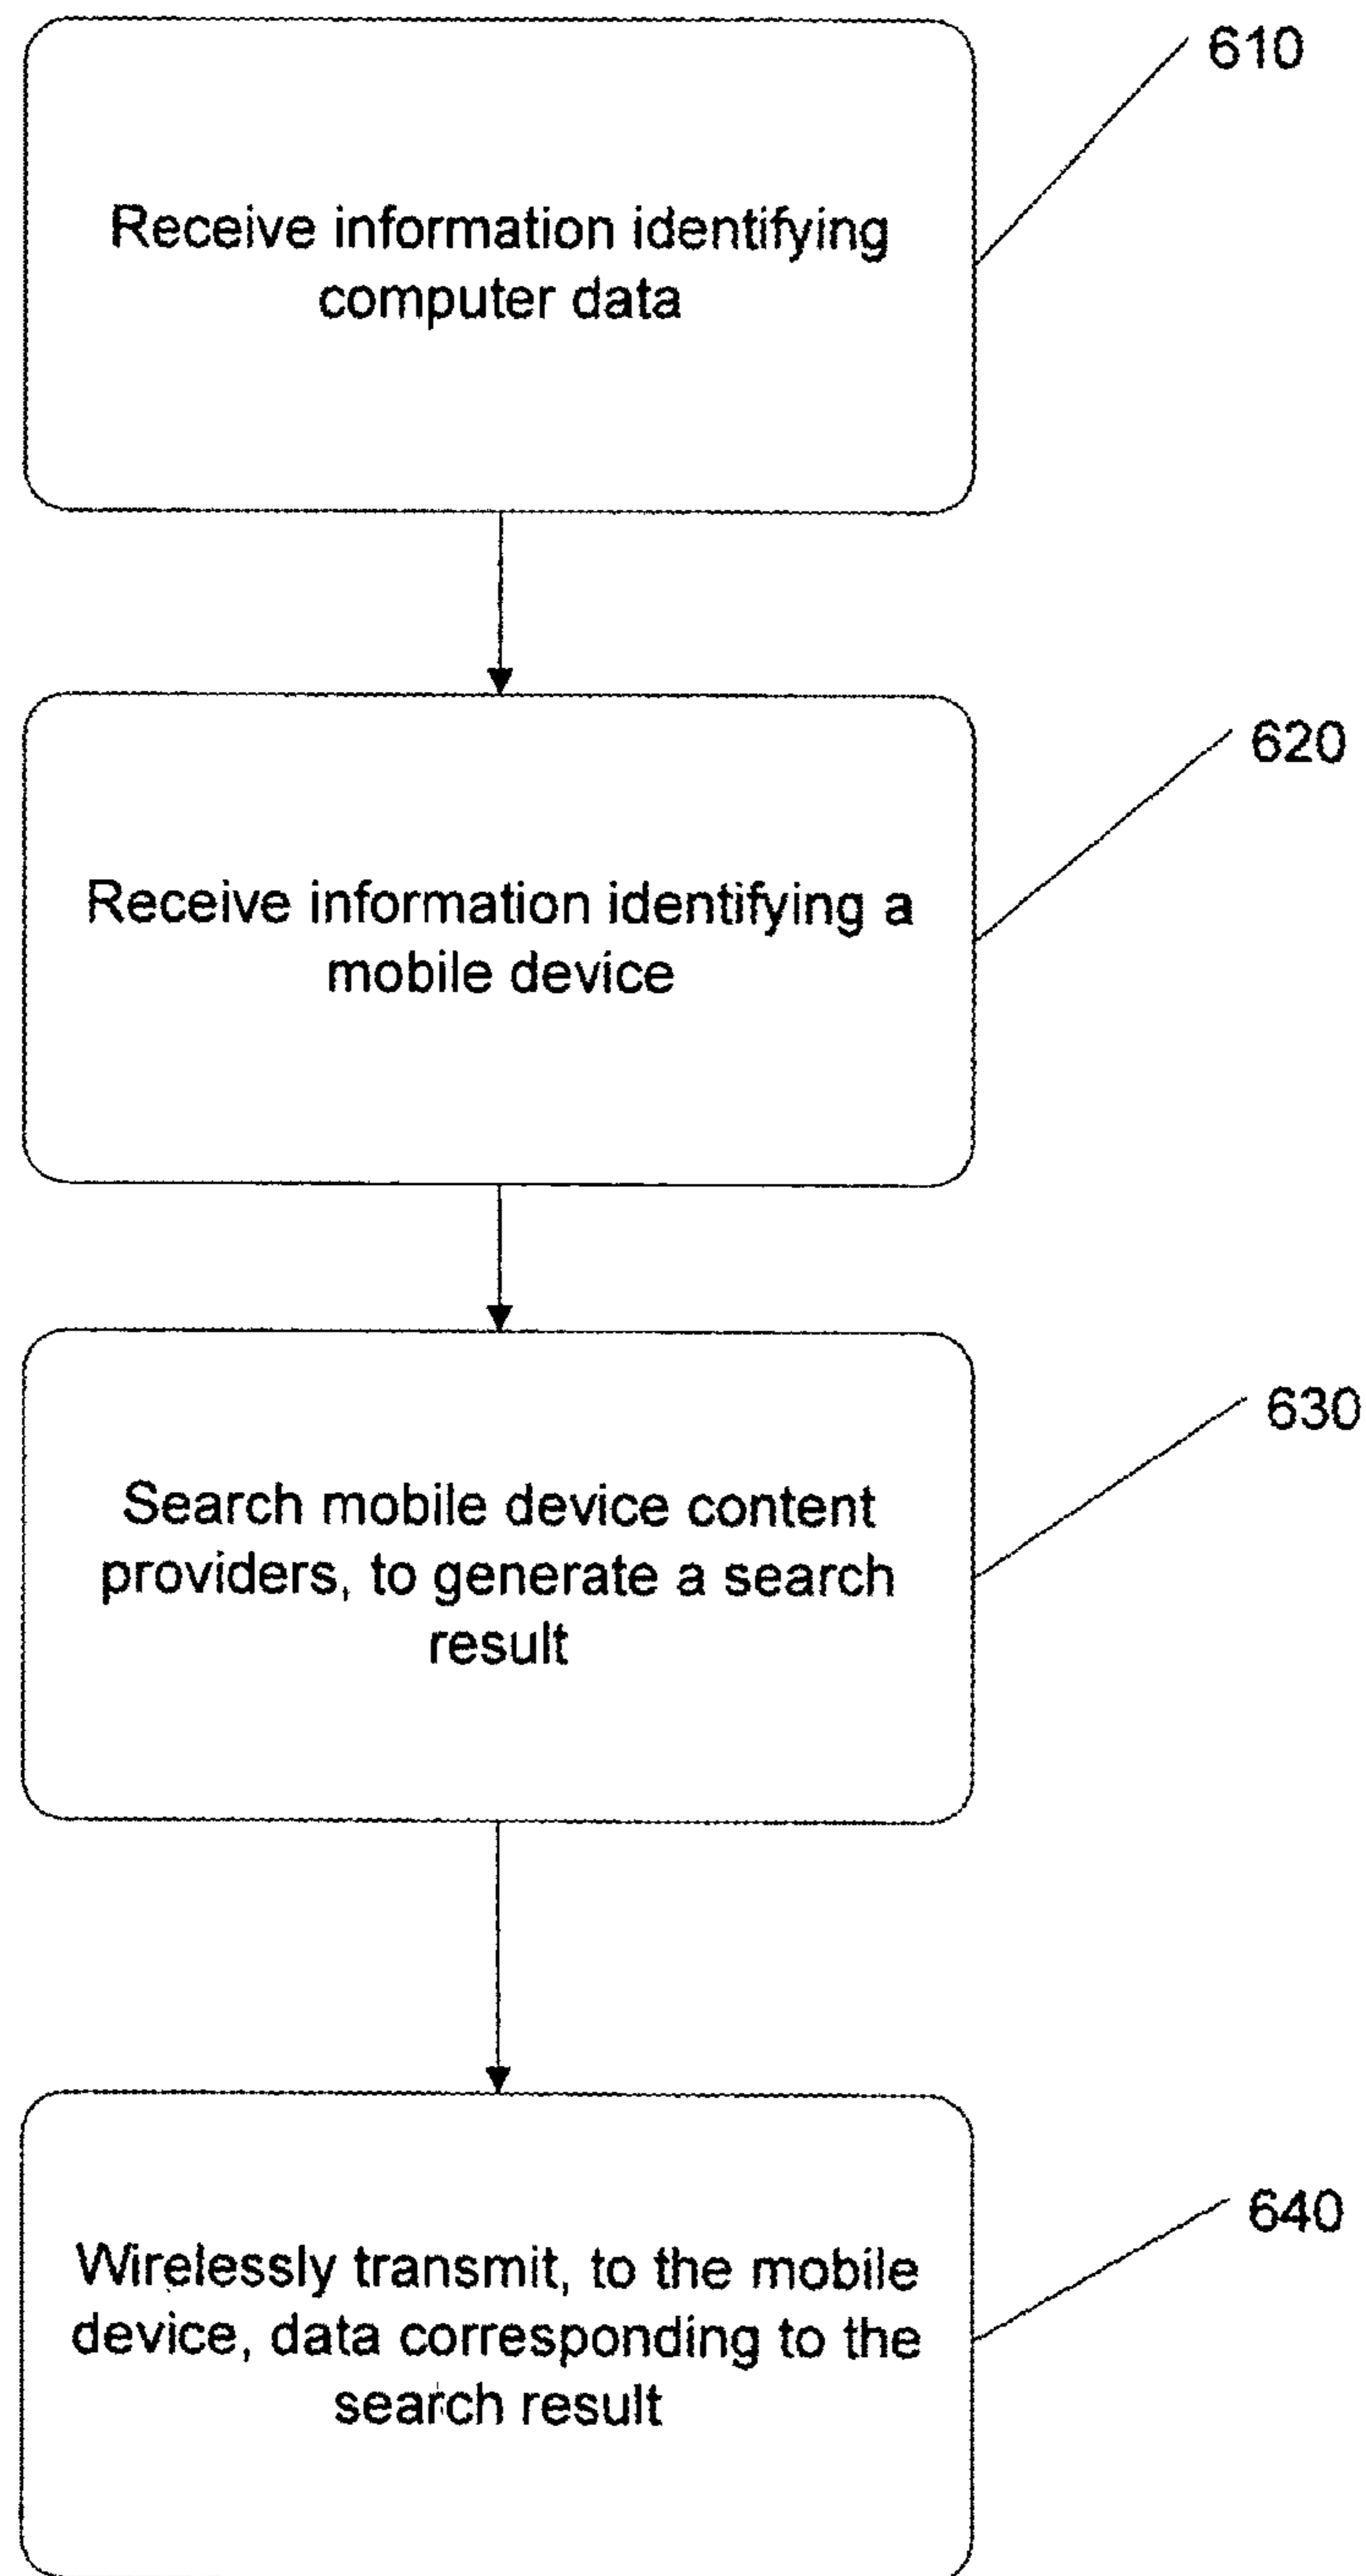 610
Receive information identifying
computer data
620
Receive information identifying a
mobile device
630
Search mobile device content
providers, to generate a search
result
640
Wirelessly transmit, to the mobile
device, data corresponding to the
search result